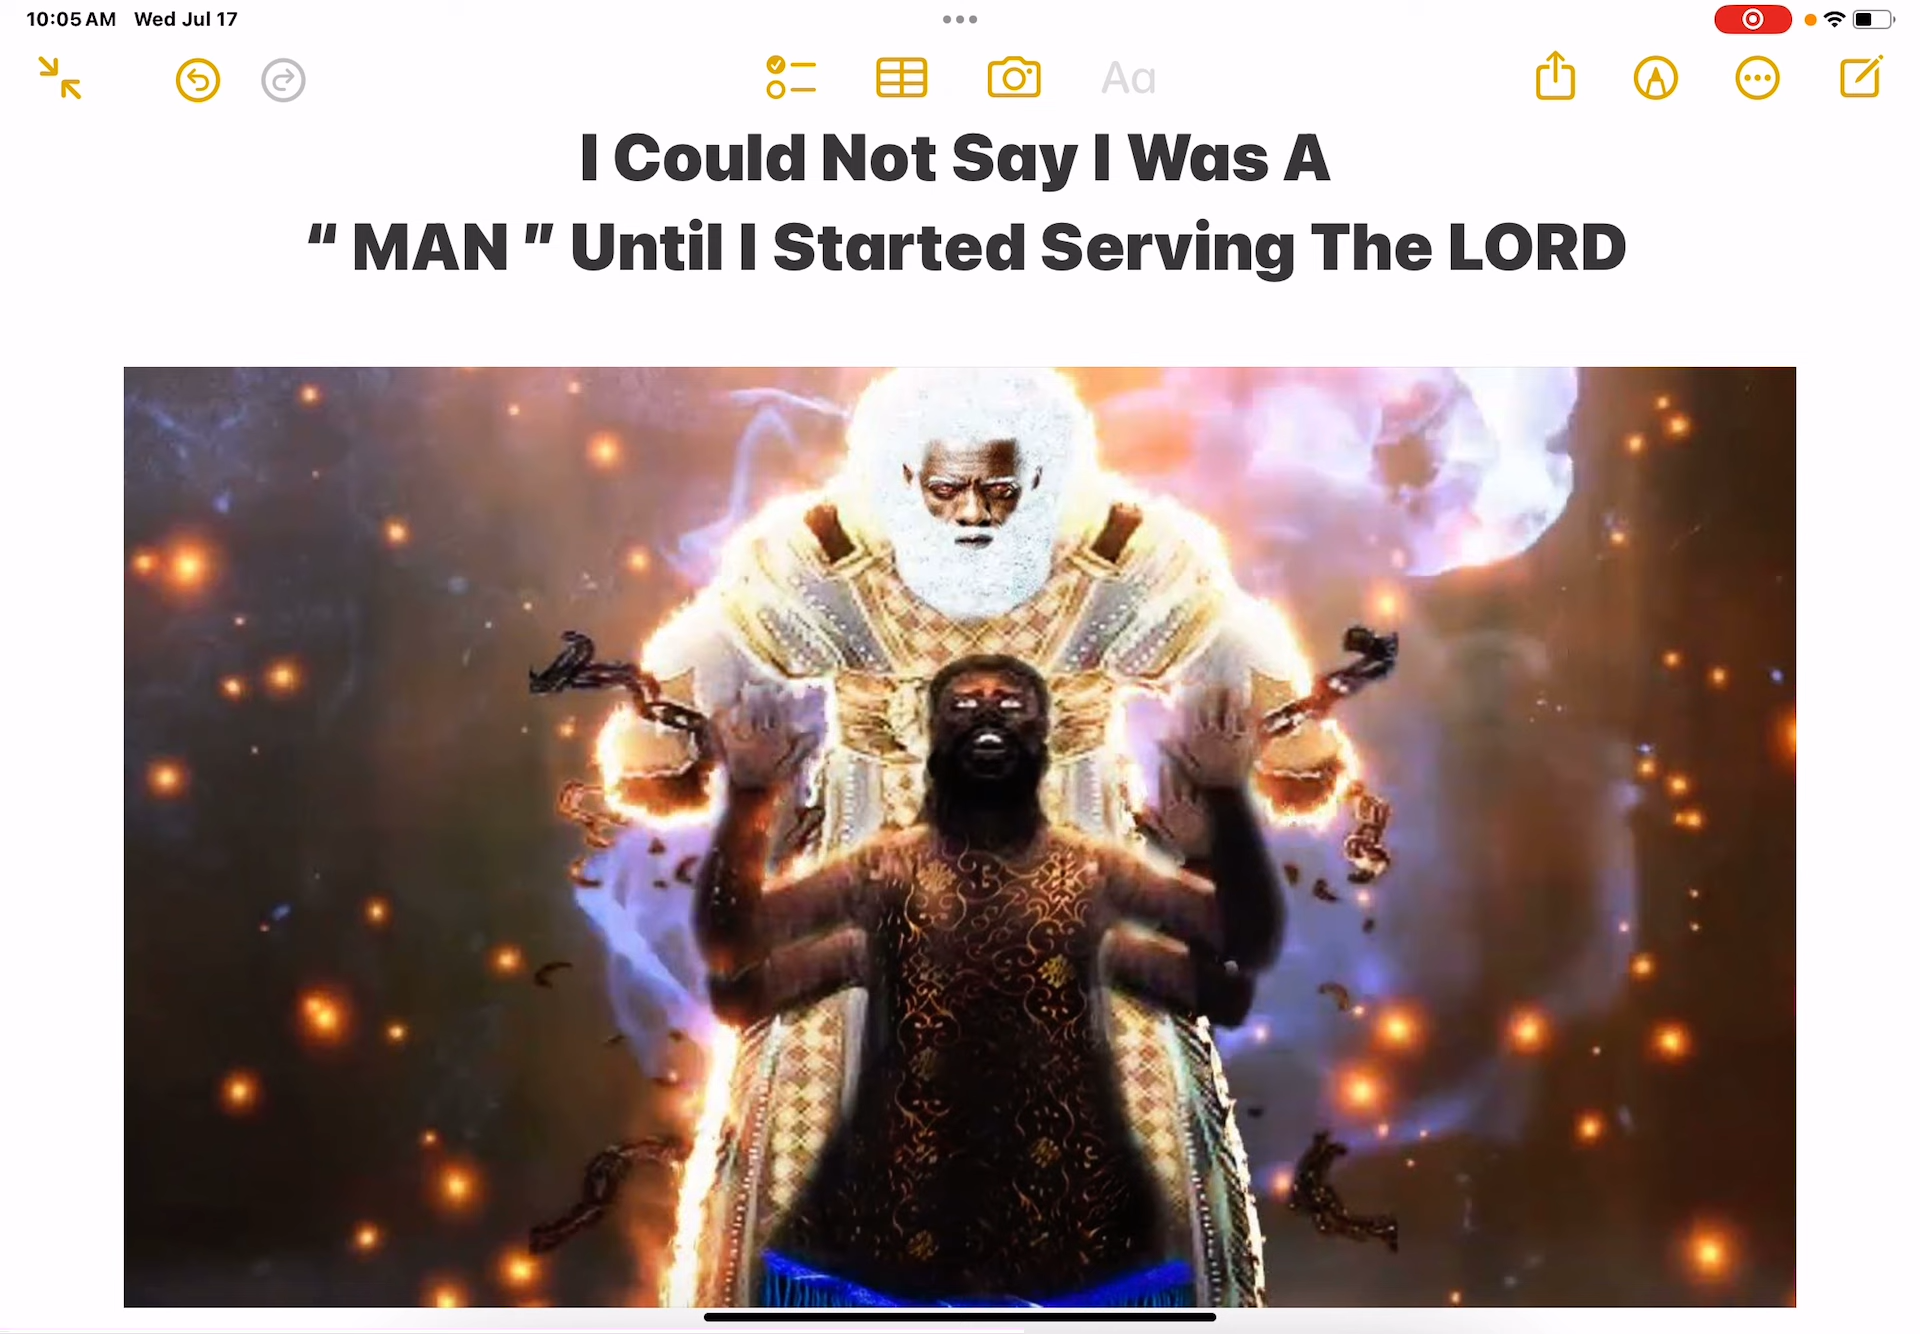 10:05 AM Wed Jul 17
Aa
I Could Not Say I Was A
“ MAN ” Until I Started Serving The LORD